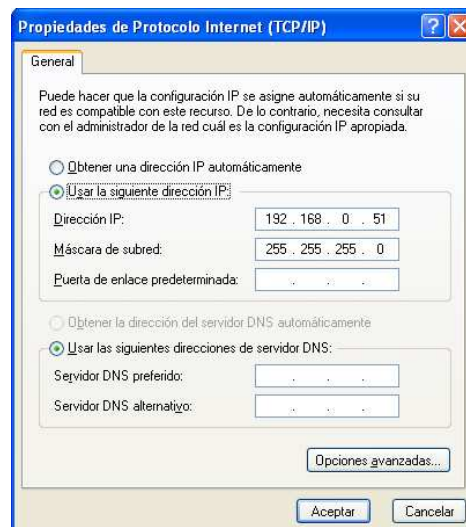 Propiedades de Protocolo Internet (TCP/IP)
General
Puede hacer que la configuración IP se asigne automáticamente si su
red es compatible con este recurso. De lo contrario, necesita consultar
con el administrador de la red cuál es la configuración IP apropiada.
Obtener una dirección IP automáticamente
Usar la siguiente dirección IP:
Dirección IP: 192 . 168 . 0 . 51
Máscara de subred: 255 . 255 . 255 . 0
Puerta de enlace predeterminada: . . .
Obtener la dirección del servidor DNS automáticamente
Usar las siguientes direcciones de servidor DNS:
Servidor DNS preferido: . . .
Servidor DNS alternativo: . . .
Opciones avanzadas...
Aceptar Cancelar